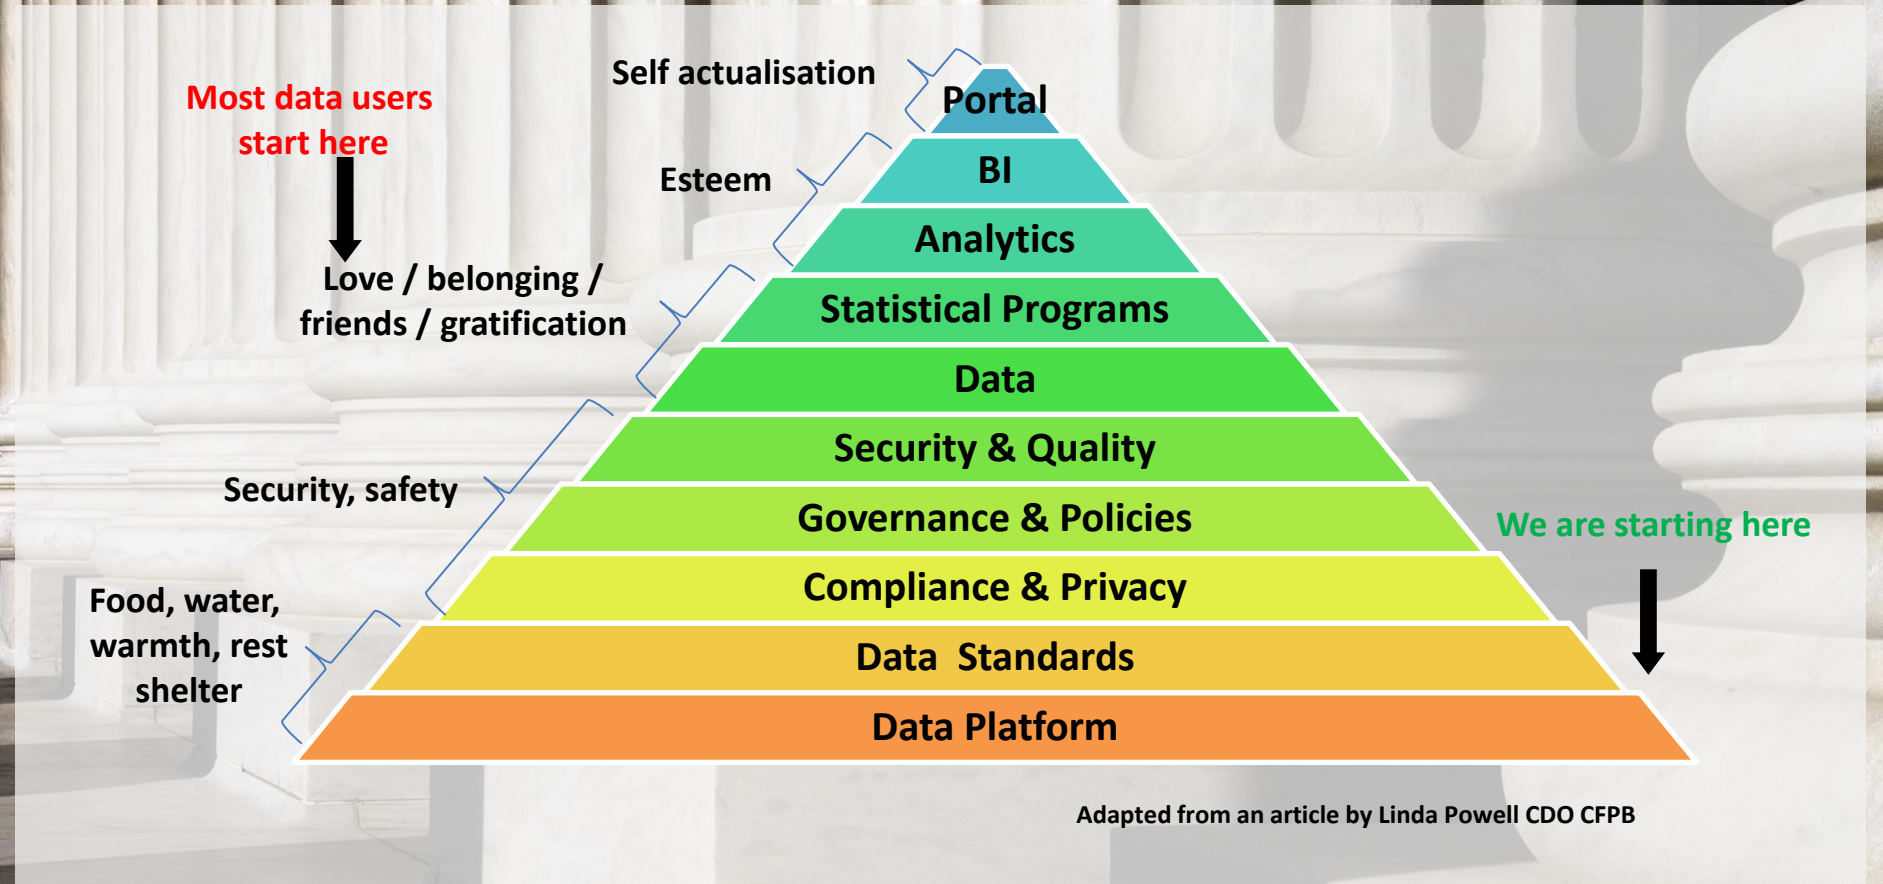 Self actualisation
Most data users
start here
Portal
Esteem
BI
Analytics
Love / belonging /
friends / gratification
Statistical Programs
Data
Security & Quality
Security, safety
Governance & Policies
We are starting here
Compliance & Privacy
Food, water,
warmth, rest
shelter
Data  Standards
Data Platform
Adapted from an article by Linda Powell CDO CFPB